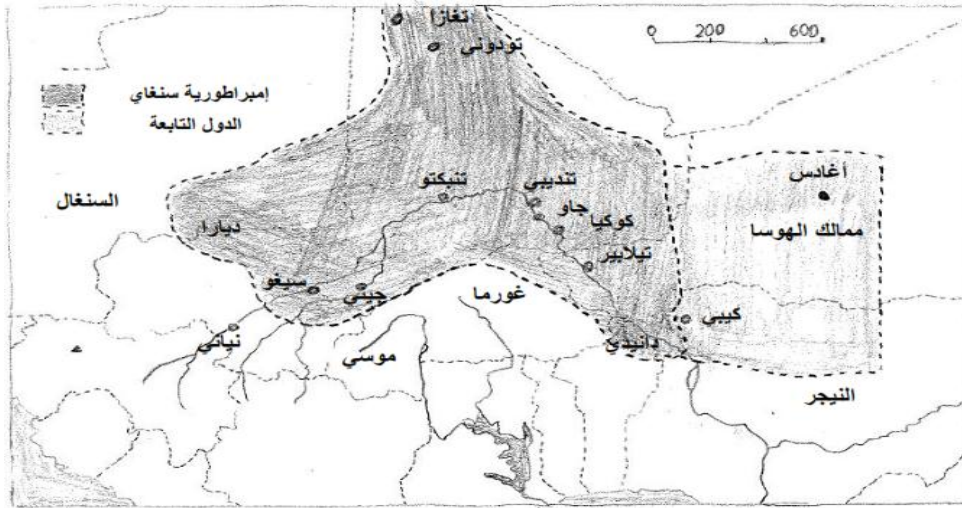 تغازا
تودوني
0 200 600
إمبراطورية سنغاي
الدول التابعة
أغادس
تنبكتو
تنديبي
السنغال
جاو
كوكيا
ممالك الهوسا
ديارا
تيلابير
سيغو
جيني
غورما
كيبي
نياني
موسي
دانيدي
النيجر